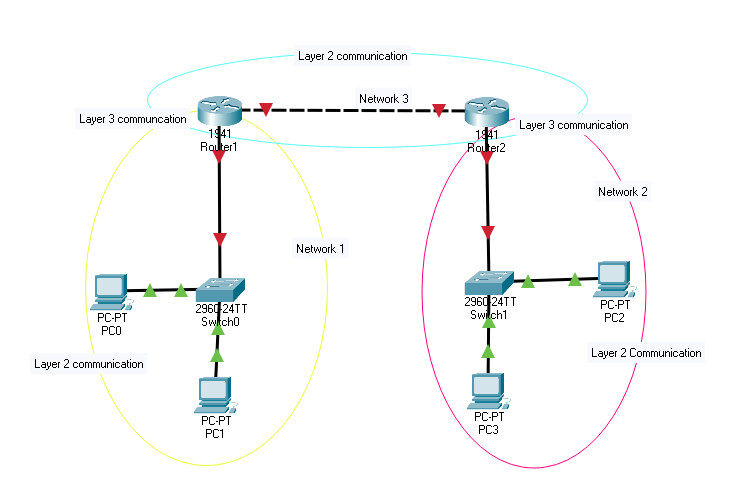 Layer 2 communication
Network 3
Layer 3 communcation
1941
Router1
1941
Router2
Layer 3 communication
Network 2
Network 1
PC-PT
PC0
2960-24TT
Switch0
2960-24TT
Switch1
PC-PT
PC2
Layer 2 communication
Layer 2 Communication
PC-PT
PC1
PC-PT
PC3